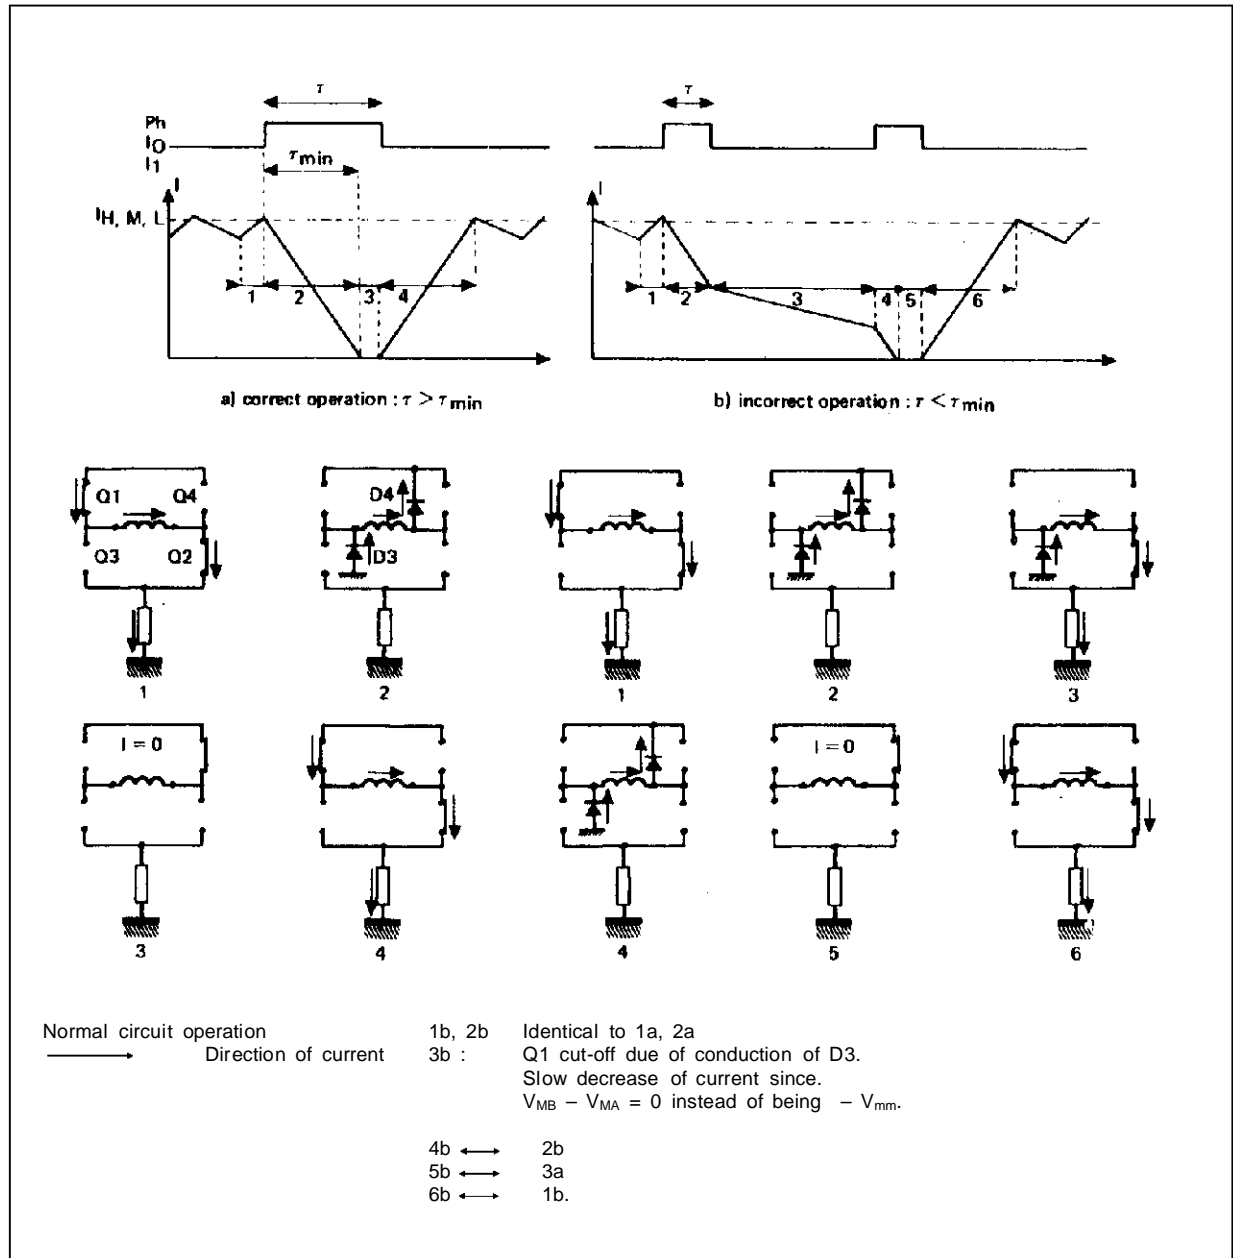 τ
τ
Ph
I0
I1
τmin
I
I
IH, M, L
1 2 3 4
1 2 3 4 5 6
a) correct operation : τ > τmin
b) incorrect operation : τ < τmin
Q1 Q4
D4
Q3 Q2
D3
1 2 1 2 3
I = 0
I = 0
3 4 4 5 6
Normal circuit operation
Direction of current
1b, 2b Identical to 1a, 2a
3b : Q1 cut-off due of conduction of D3.
Slow decrease of current since.
VMB – VMA = 0 instead of being – Vmm.
4b ⟷ 2b
5b ⟷ 3a
6b ⟷ 1b.